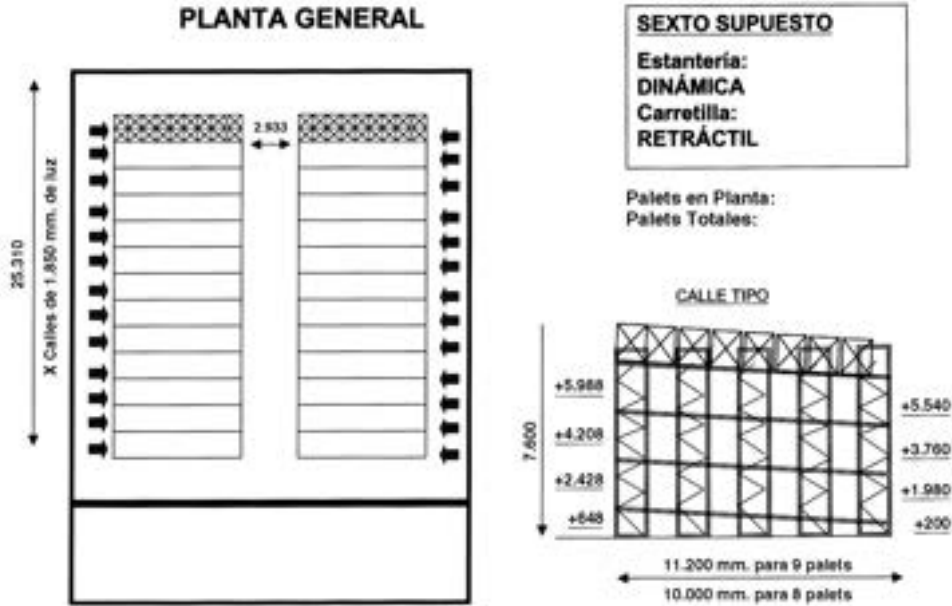 PLANTA GENERAL
25.310
X Calles de 1.850 mm. de luz
2.933
SEXTO SUPUESTO
Estantería:
DINÁMICA
Carretilla:
RETRÁCTIL
Palets en Planta:
Palets Totales:
CALLE TIPO
7.600
+5.988
+4.208
+2.428
+648
+5.540
+3.760
+1.980
+200
11.200 mm. para 9 palets
10.000 mm. para 8 palets